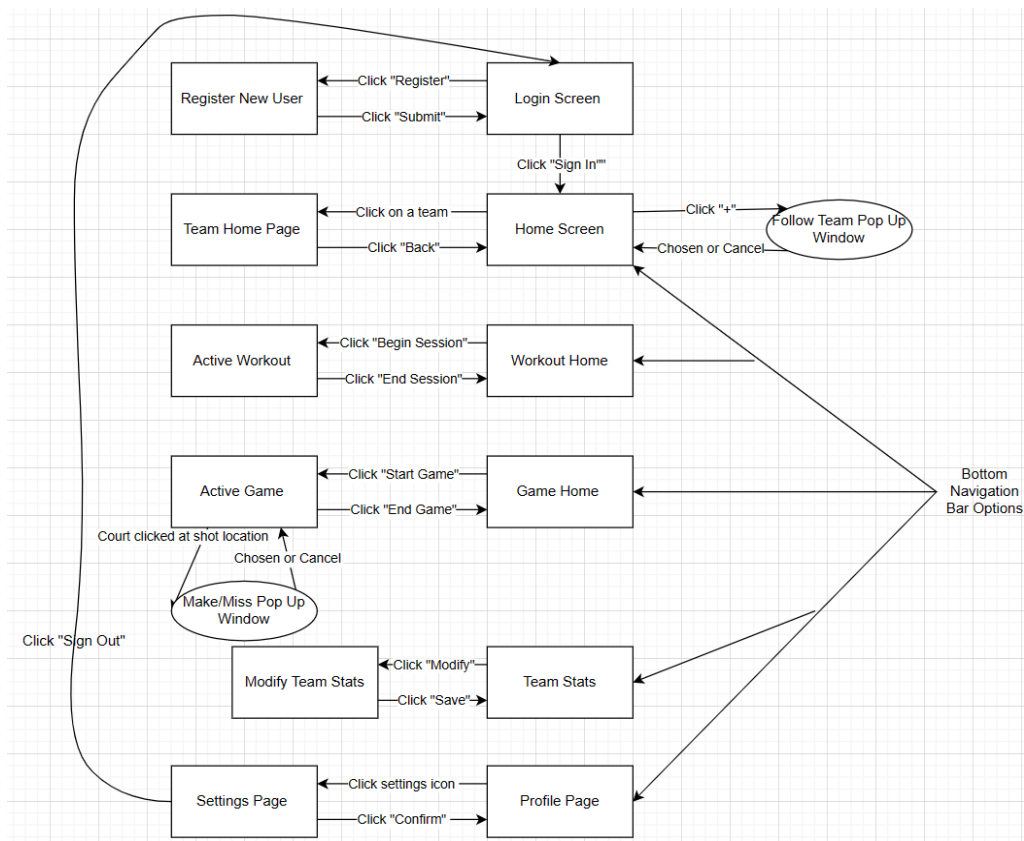 Click "Register"
Register New User
Login Screen
Click "Submit"
Click "Sign In""
Click on a team
Click "+"
Team Home Page
Home Screen
Follow Team Pop Up
Window
Click "Back"
Chosen or Cancel
Click "Begin Session"
Active Workout
Workout Home
Click "End Session"
Click "Start Game"
Active Game
Game Home
Bottom
Navigation
Bar Options
Click "End Game"
Court clicked at shot location
Chosen or Cancel
Make/Miss Pop Up
Window
Click "Sign Out"
Click "Modify"
Modify Team Stats
Team Stats
Click "Save"
Click settings icon
Settings Page
Profile Page
Click "Confirm"